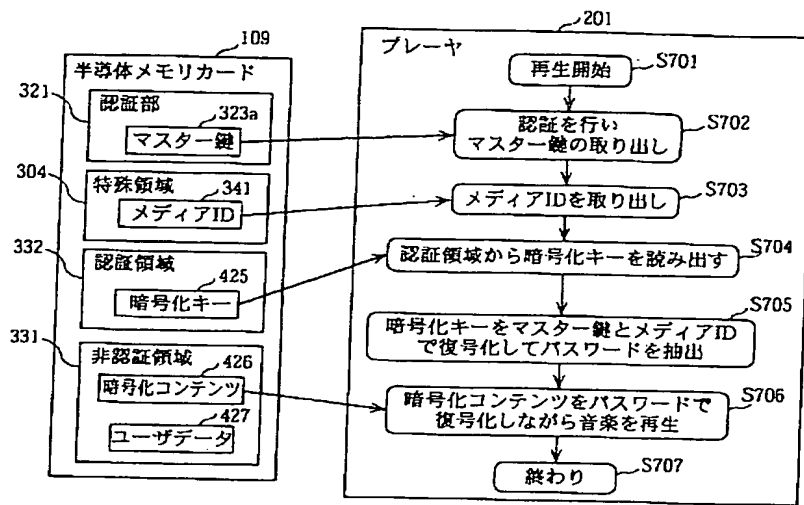 109
半導体メモリカード
321
認証部
323a
マスター鍵
304
特殊領域
341
メディアID
332
認証領域
425
暗号化キー
331
非認証領域
426
暗号化コンテンツ
427
ユーザデータ
201
プレーヤ
再生開始
S701
認証を行い
マスター鍵の取り出し
S702
メディアIDを取り出し
S703
認証領域から暗号化キーを読み出す
S704
S705
暗号化キーをマスター鍵とメディアID
で復号化してパスワードを抽出
暗号化コンテンツをパスワードで
復号化しながら音楽を再生
S706
終わり
S707